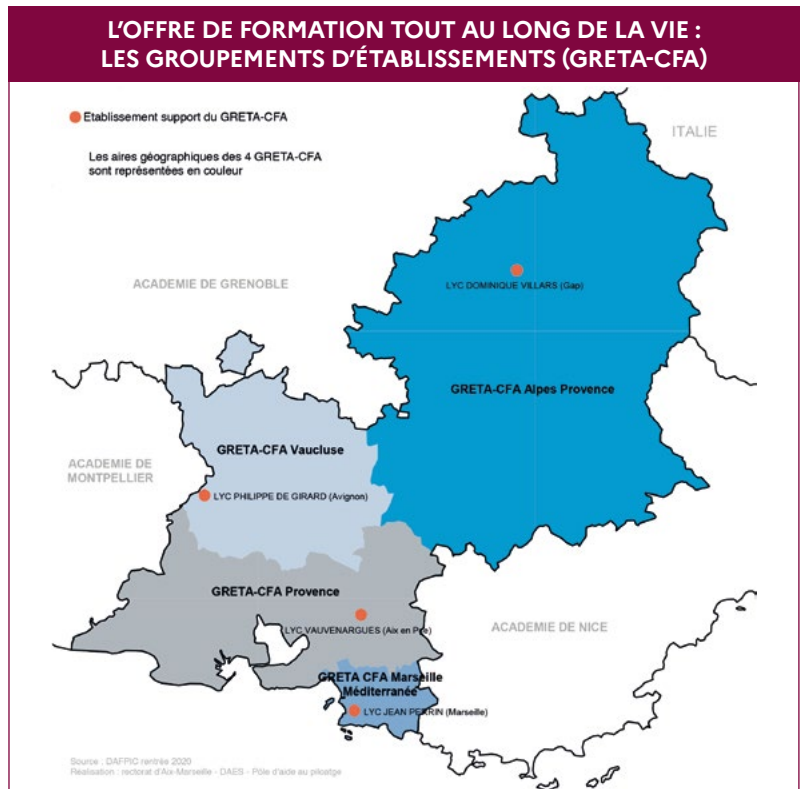 L'OFFRE DE FORMATION TOUT AU LONG DE LA VIE :
LES GROUPEMENTS D'ÉTABLISSEMENTS (GRETA-CFA)
Etablissement support du GRETA-CFA
ITALIE
Les aires géographiques des 4 GRETA-CFA
sont représentées en couleur
ACADEMIE DE GRENOBLE
LYC DOMINIQUE VILLARS (Gap)
GRETA-CFA Alpes Provence
GRETA-CFA Vaucluse
ACADEMIE DE
MONTPELLIER
LYC PHILIPPE DE GIRARD (Avignon)
GRETA-CFA Provence
LYC VAUVENARGUES (Aix en Pce)
ACADEMIE DE NICE
GRETA CFA Marseille
Méditerranée
LYC JEAN PERRIN (Marseille)
Source : DAFPIC rentrée 2020
Réalisation : rectorat d'Aix-Marseille - DAES - Pôle d'aide au pilotage